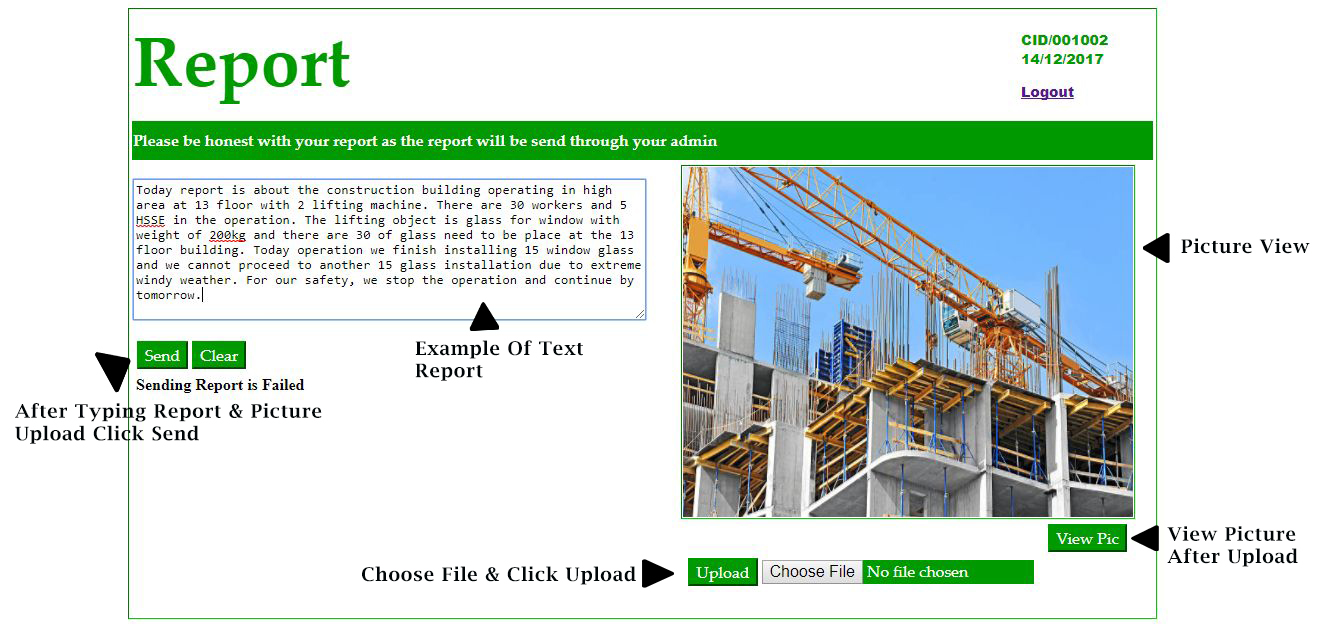 Report
CID/001002
14/12/2017
Logout
Please be honest with your report as the report will be send through your admin
Today report is about the construction building operating in high
area at 13 floor with 2 lifting machine. There are 30 workers and 5
HSSE in the operation. The lifting object is glass for window with
weight of 200kg and there are 30 of glass need to be place at the 13
floor building. Today operation we finish installing 15 window glass
and we cannot proceed to another 15 glass installation due to extreme
windy weather. For our safety, we stop the operation and continue by
tomorrow.
Picture View
Example Of Text
Report
Send Clear
Sending Report is Failed
After Typing Report & Picture
Upload Click Send
View Pic
View Picture
After Upload
Choose File & Click Upload
Upload Choose File No file chosen